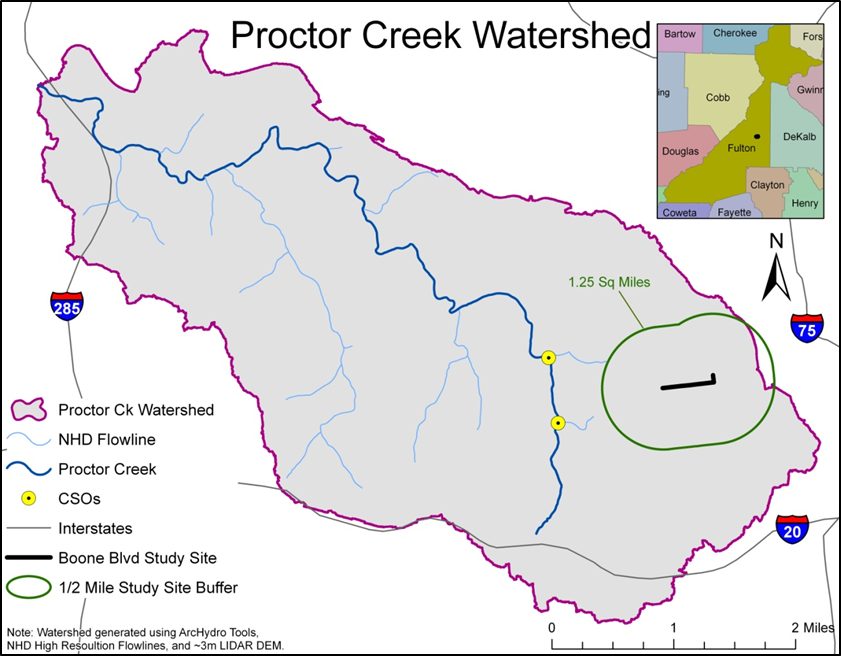 Proctor Creek Watershed
Bartow
Cherokee
Fors
ing
Cobb
Gwinn
Douglas
Fulton
DeKalb
Clayton
Henry
Coweta
Fayette
N
1.25 Sq Miles
285
75
20
Proctor Ck Watershed
NHD Flowline
Proctor Creek
CSOs
Interstates
Boone Blvd Study Site
1/2 Mile Study Site Buffer
Note: Watershed generated using ArcHydro Tools,
NHD High Resoultion Flowlines, and ~3m LIDAR DEM.
0 1 2 Miles